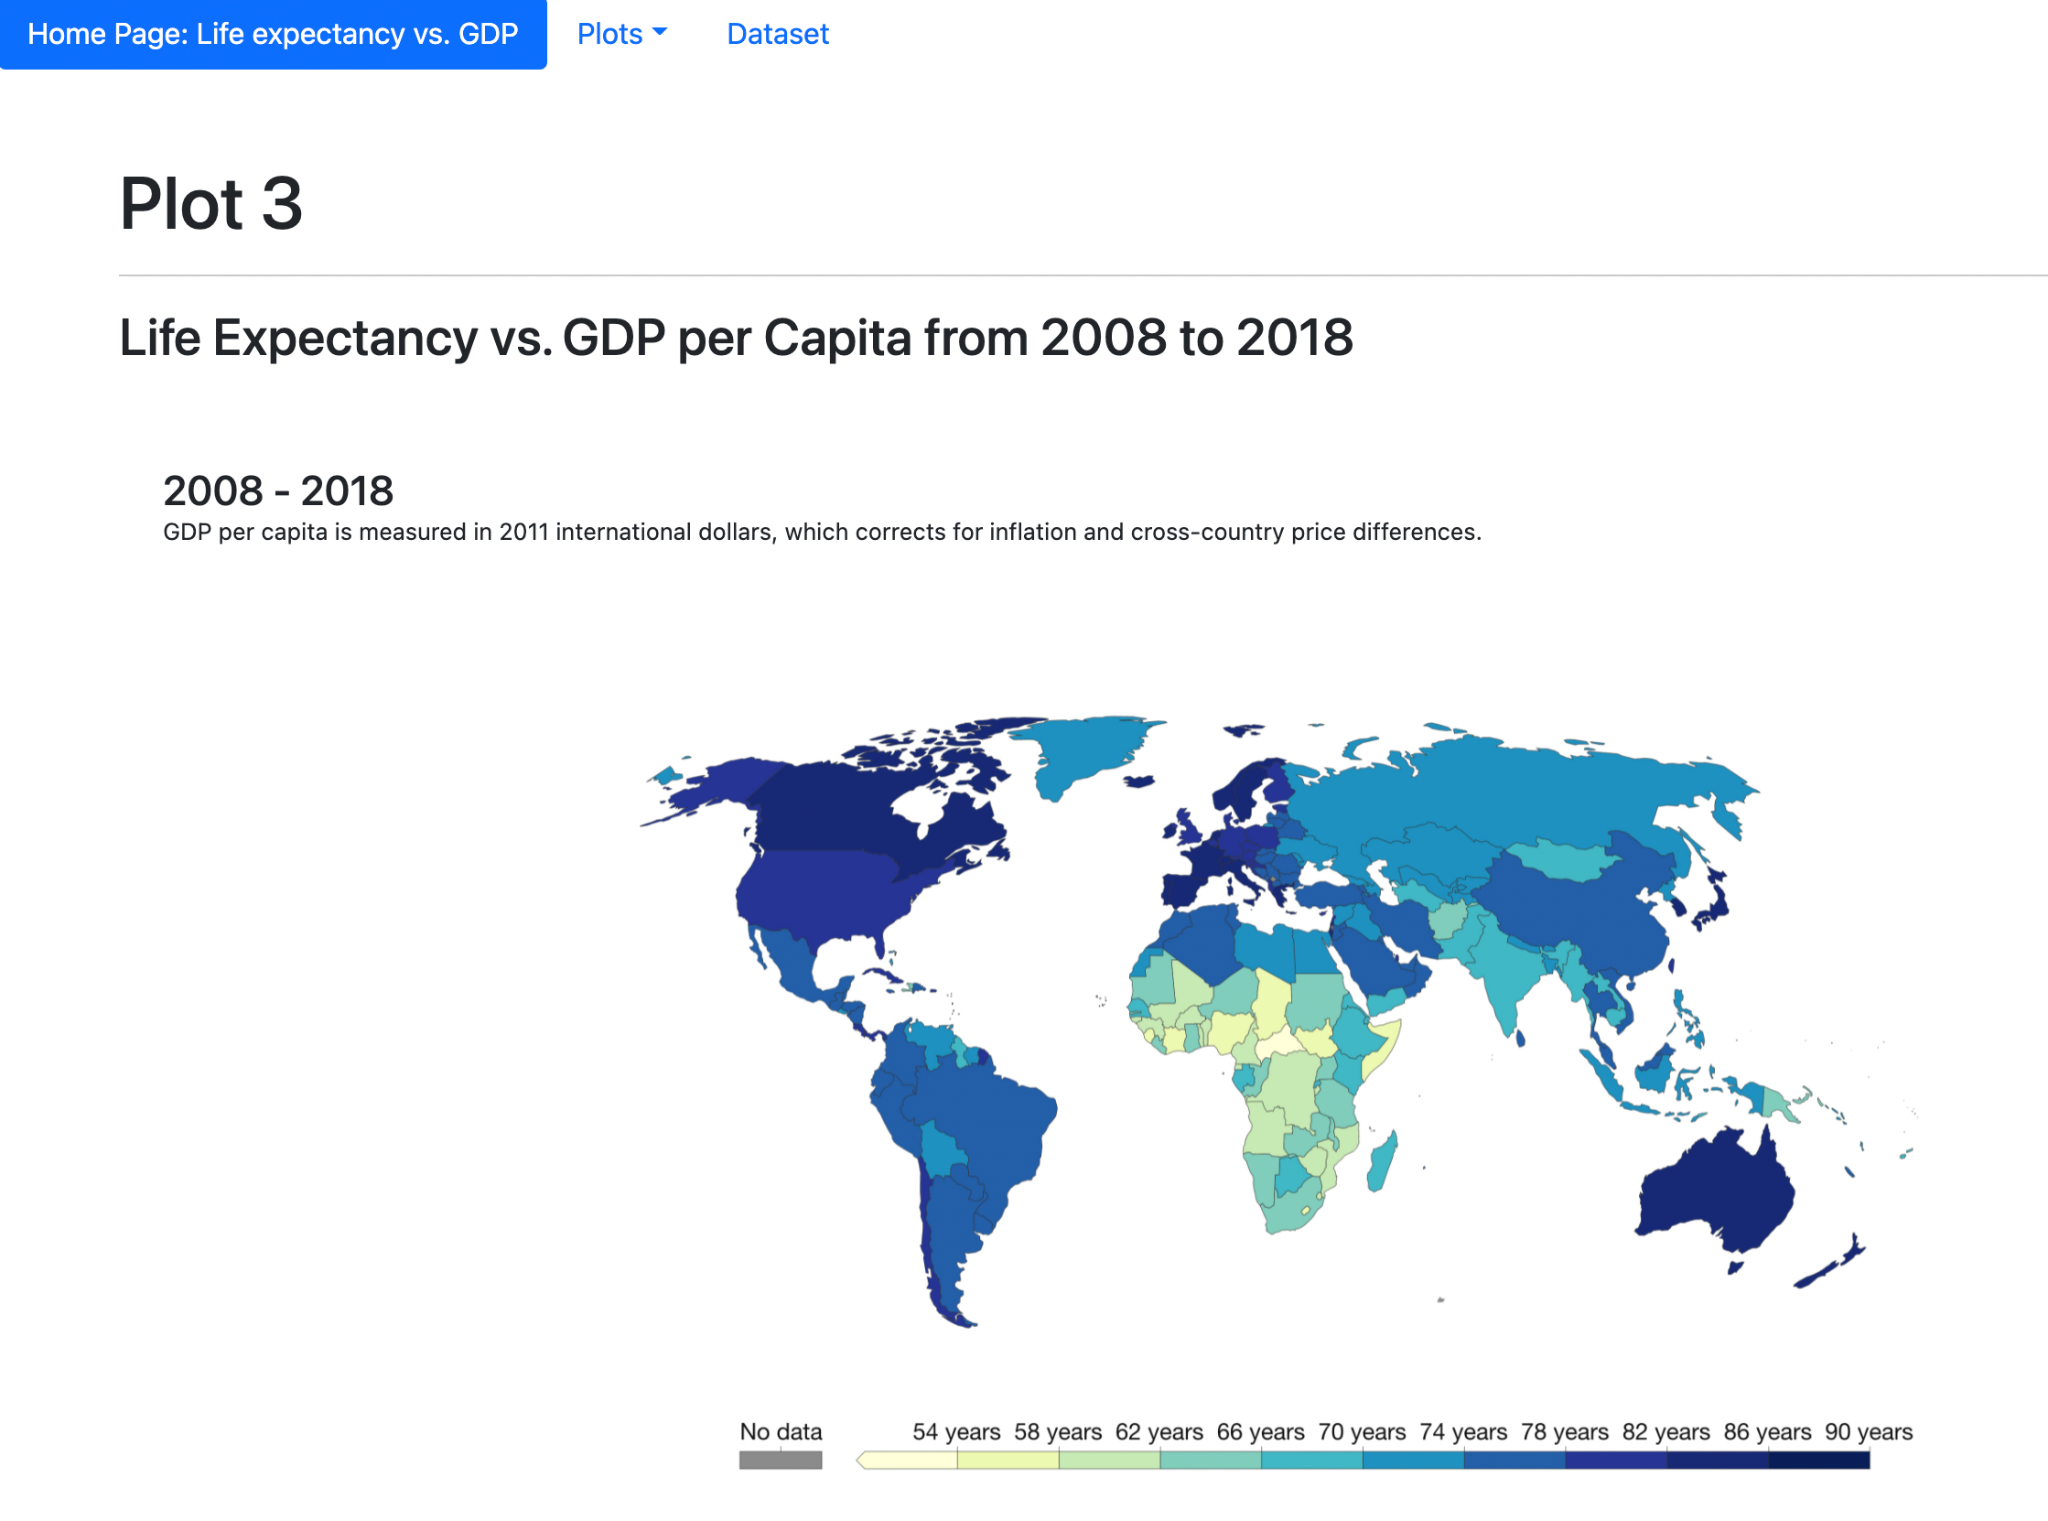 Home Page: Life expectancy vs. GDP Plots Dataset
Plot 3
Life Expectancy vs. GDP per Capita from 2008 to 2018
2008 - 2018
GDP per capita is measured in 2011 international dollars, which corrects for inflation and cross-country price differences.
No data 54 years 58 years 62 years 66 years 70 years 74 years 78 years 82 years 86 years 90 years